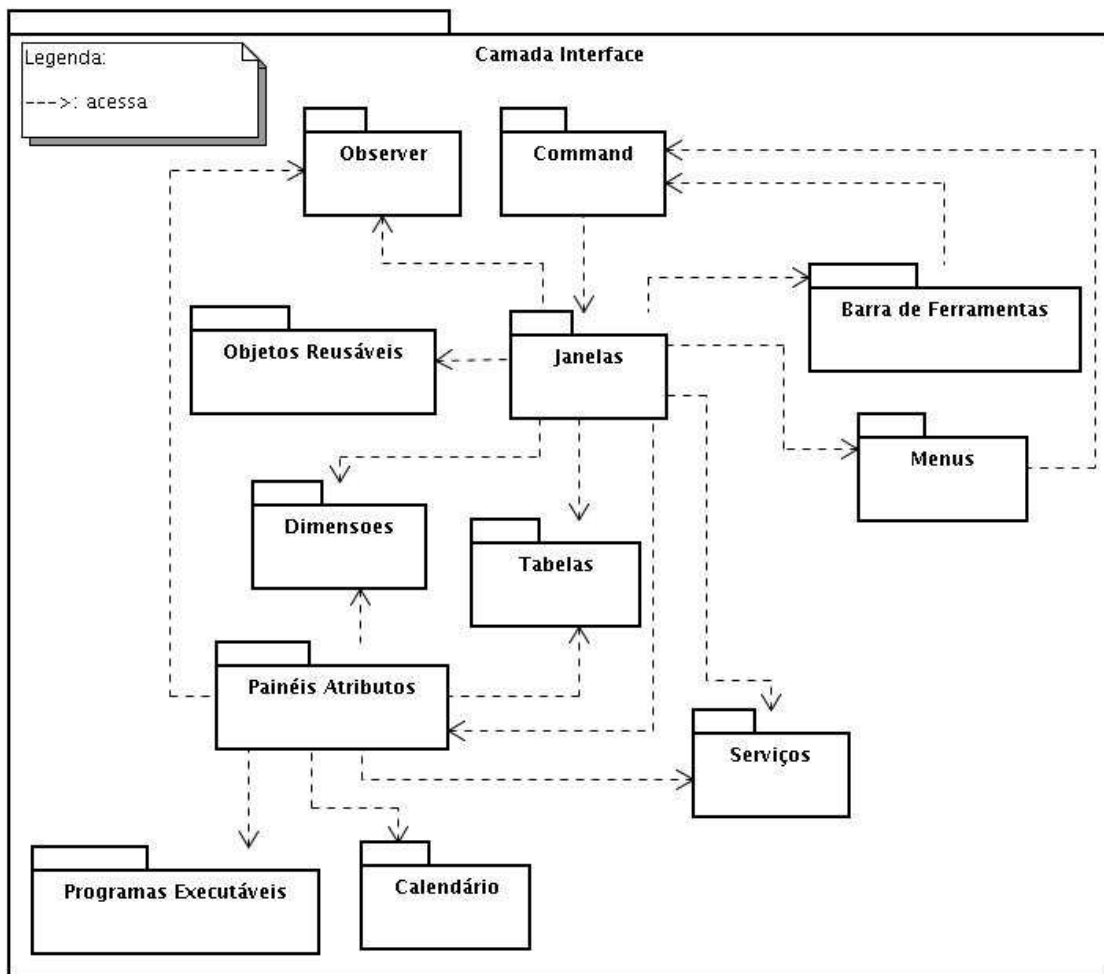 Camada Interface
Legenda:
--->: acessa
Observer
Command
Barra de Ferramentas
Objetos Reusáveis
Janelas
Menus
Dimensoes
Tabelas
Painéis Atributos
Serviços
Programas Executáveis
Calendário